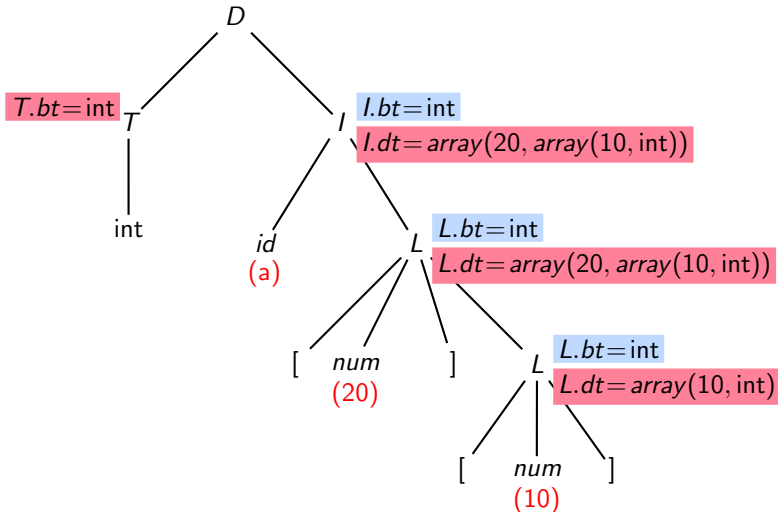 D
T.bt=int T I I.bt=int
I.dt=array(20, array(10, int))
int id L L.bt=int
(a) L.dt=array(20, array(10, int))
[ num ] L L.bt=int
(20) L.dt=array(10, int)
[ num ]
(10)